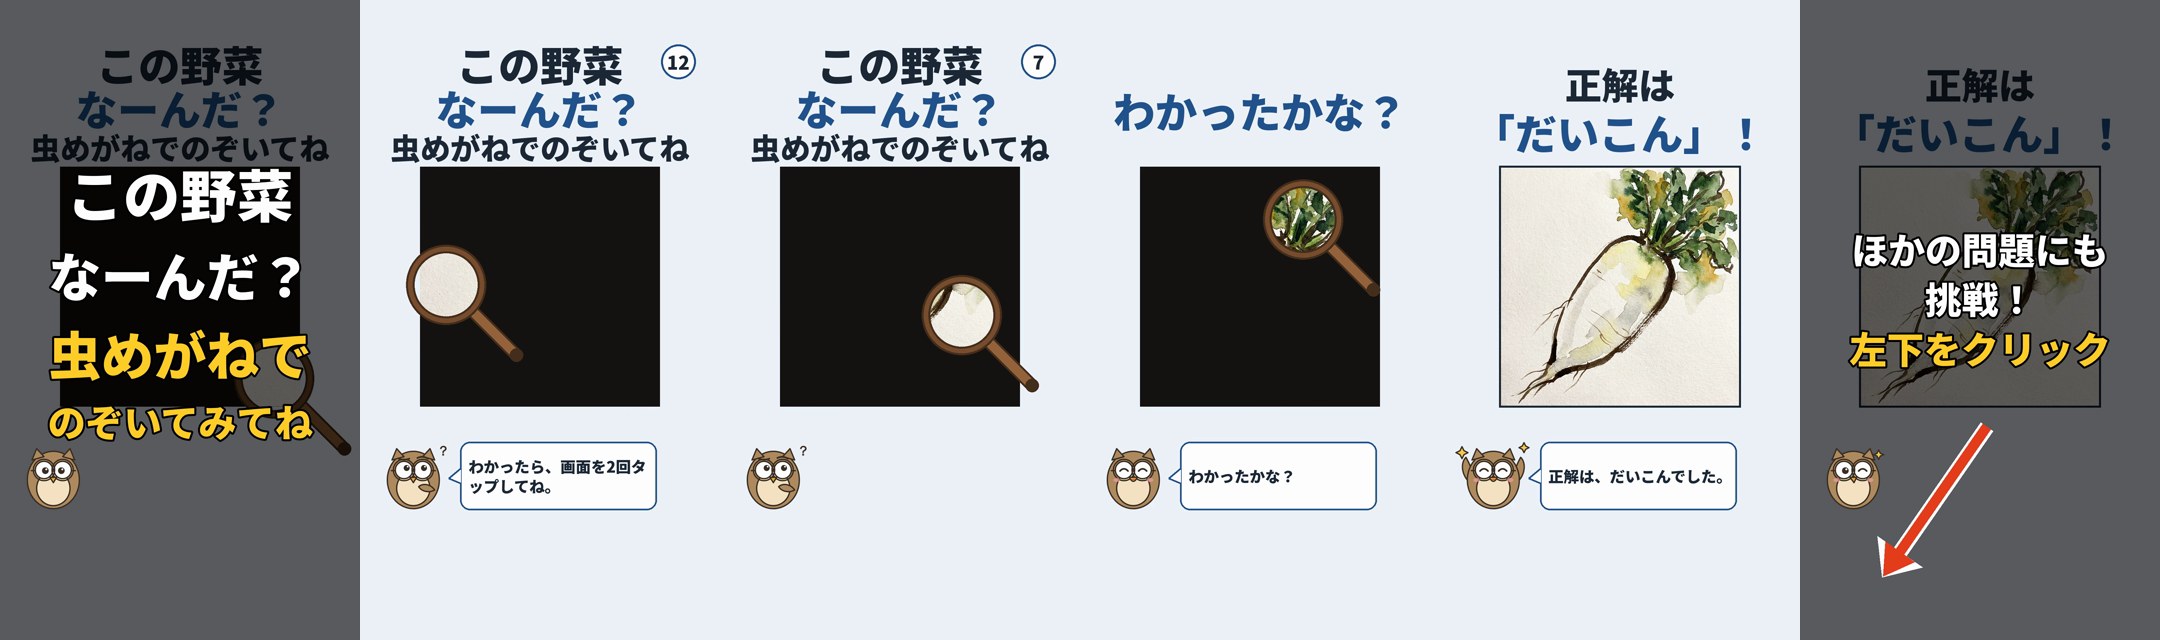 この野菜
なーんだ？
虫めがねでのぞいてね
この野菜
なーんだ？
虫めがねで
のぞいてみてね
この野菜
12
なーんだ？
虫めがねでのぞいてね
?
わかったら、画面を2回タ
ップしてね。
この野菜
7
なーんだ？
虫めがねでのぞいてね
?
わかったかな？
わかったかな？
正解は
「だいこん」！
正解は、だいこんでした。
正解は
「だいこん」！
ほかの問題にも
挑戦！
左下をクリック